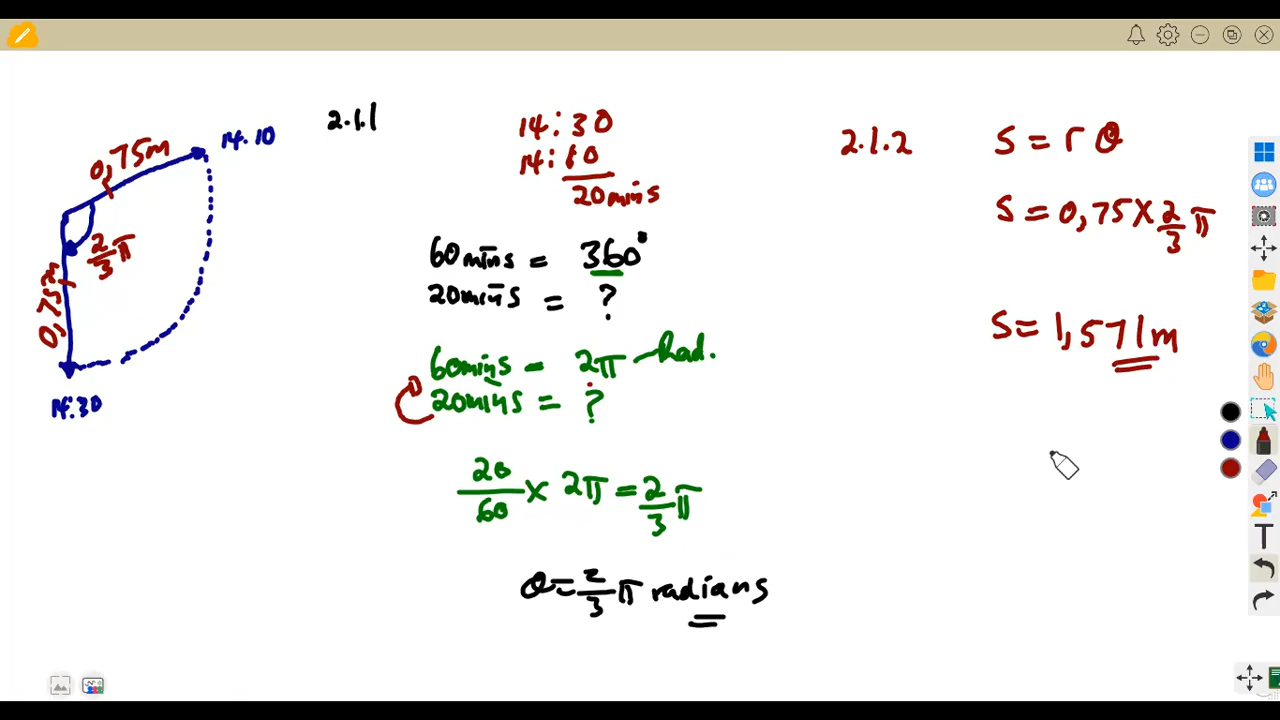 0,75m
14.10
2/3 π
0,75m
14:30
2.1.1
14:30
14:10
20mins
60mins = 360°
20mins = ?
60mins = 2π Rad.
20mins = ?
20/60 × 2π = 2/3 π
θ = 2/3 π radians
2.1.2
S = rθ
S = 0,75 × 2/3 π
S = 1,571m
T